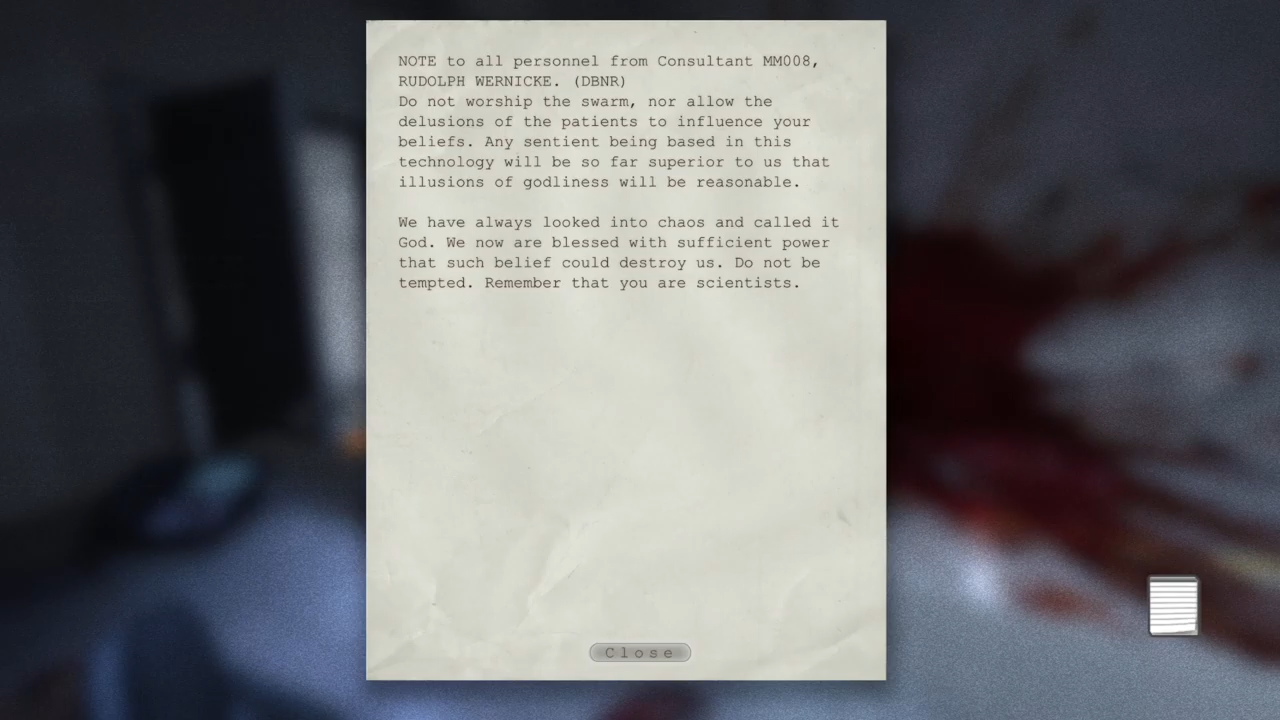 NOTE to all personnel from Consultant MM008,
RUDOLPH WERNICKE. (DBNR)
Do not worship the swarm, nor allow the
delusions of the patients to influence your
beliefs. Any sentient being based in this
technology will be so far superior to us that
illusions of godliness will be reasonable.
We have always looked into chaos and called it
God. We now are blessed with sufficient power
that such belief could destroy us. Do not be
tempted. Remember that you are scientists.
Close